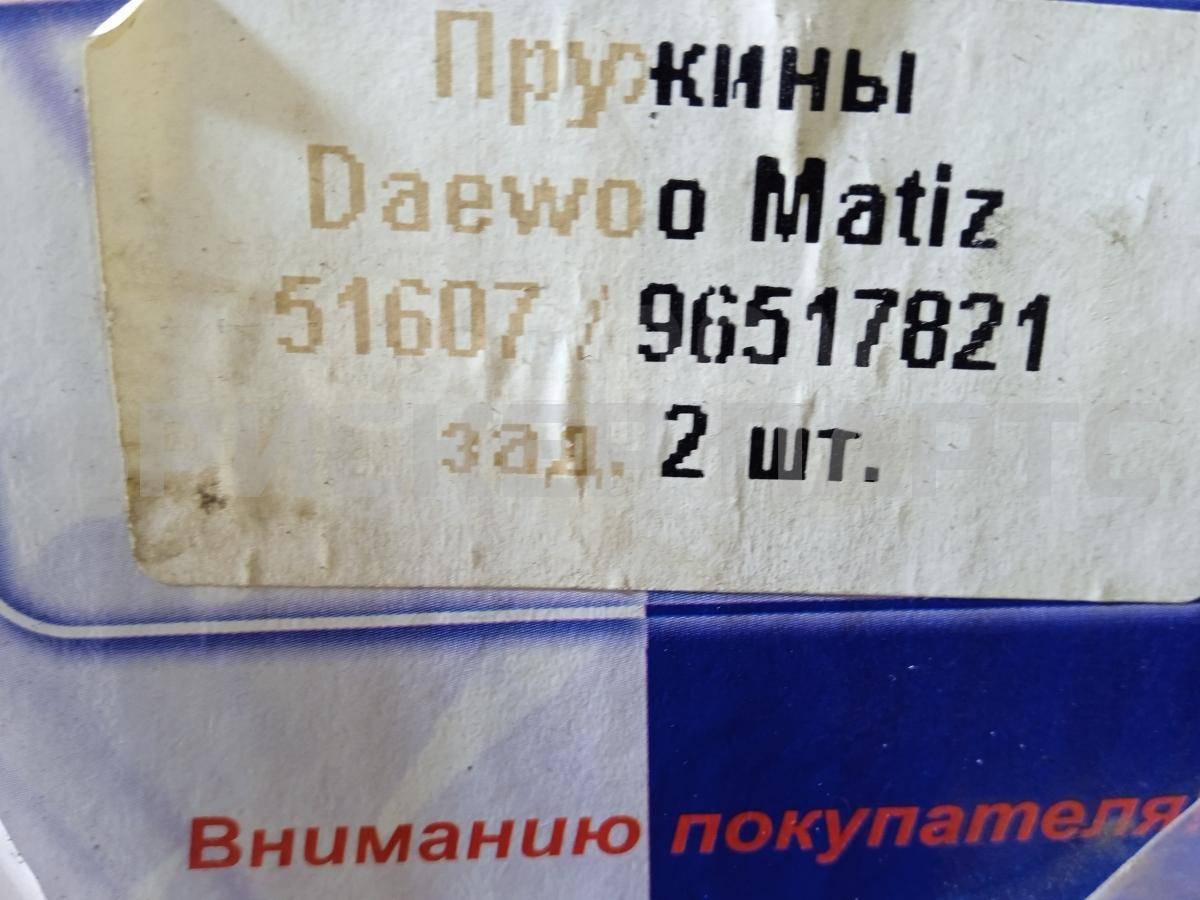 Пружины
Daewoo Matiz
51607 / 96517821
зад. 2 шт.
Вниманию покупателя